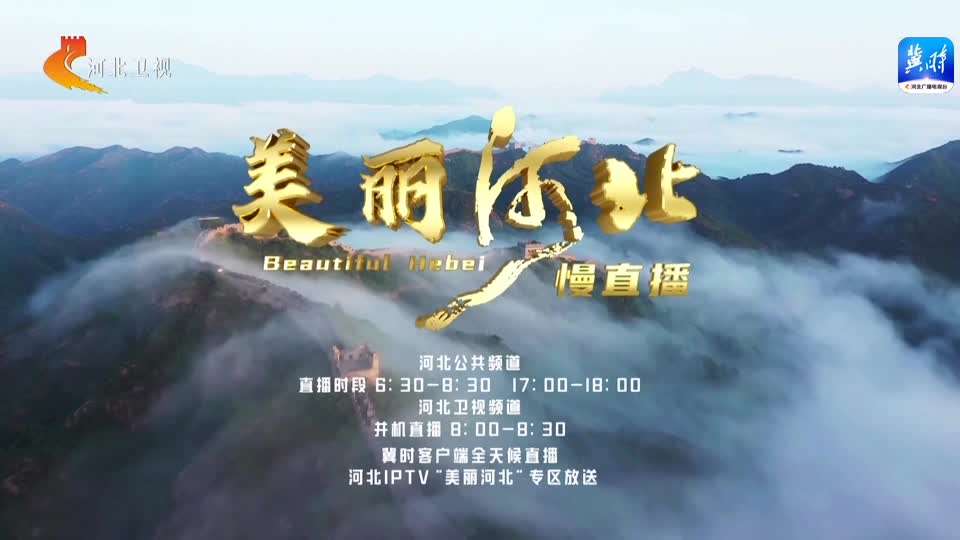 河北卫视
冀时
河北广播电视台
美丽河北
Beautiful Hebei
慢直播
河北公共频道
直播时段 6:30-8:30 17:00-18:00
河北卫视频道
并机直播 8:00-8:30
冀时客户端全天候直播
河北IPTV“美丽河北”专区放送